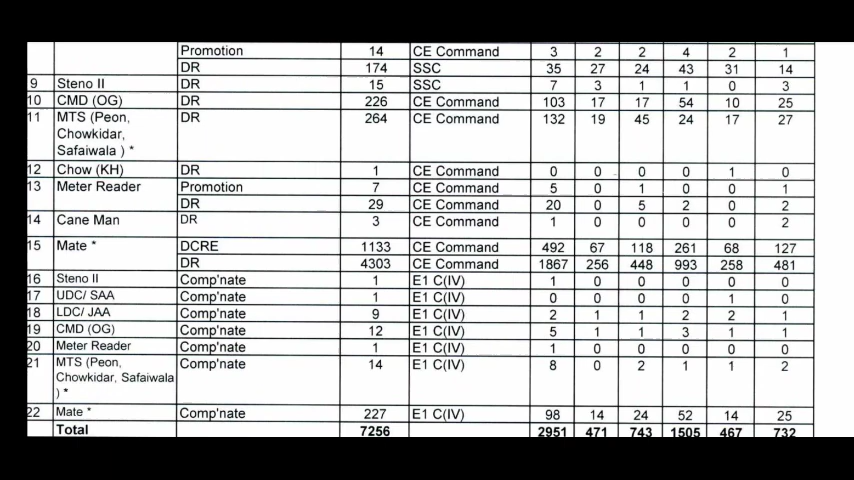 Promotion 14 CE Command 3 2 2 4 2 1
DR 174 SSC 35 27 24 43 31 14
9 Steno II DR 15 SSC 7 3 1 1 0 3
10 CMD (OG) DR 226 CE Command 103 17 17 54 10 25
11 MTS (Peon, DR 264 CE Command 132 19 45 24 17 27
Chowkidar,
Safaiwala ) *
12 Chow (KH) DR 1 CE Command 0 0 0 0 1 0
13 Meter Reader Promotion 7 CE Command 5 0 1 0 0 1
DR 29 CE Command 20 0 5 2 0 2
14 Cane Man DR 3 CE Command 1 0 0 0 0 2
15 Mate * DCRE 1133 CE Command 492 67 118 261 68 127
DR 4303 CE Command 1867 256 448 993 258 481
16 Steno II Comp'nate 1 E1 C(IV) 1 0 0 0 0 0
17 UDC/ SAA Comp'nate 1 E1 C(IV) 0 0 0 0 1 0
18 LDC/ JAA Comp'nate 9 E1 C(IV) 2 1 1 2 2 1
19 CMD (OG) Comp'nate 12 E1 C(IV) 5 1 1 3 1 1
20 Meter Reader Comp'nate 1 E1 C(IV) 1 0 0 0 0 0
21 MTS (Peon, Comp'nate 14 E1 C(IV) 8 0 2 1 1 2
Chowkidar, Safaiwala
) *
22 Mate * Comp'nate 227 E1 C(IV) 98 14 24 52 14 25
Total 7256 2951 471 743 1505 467 732